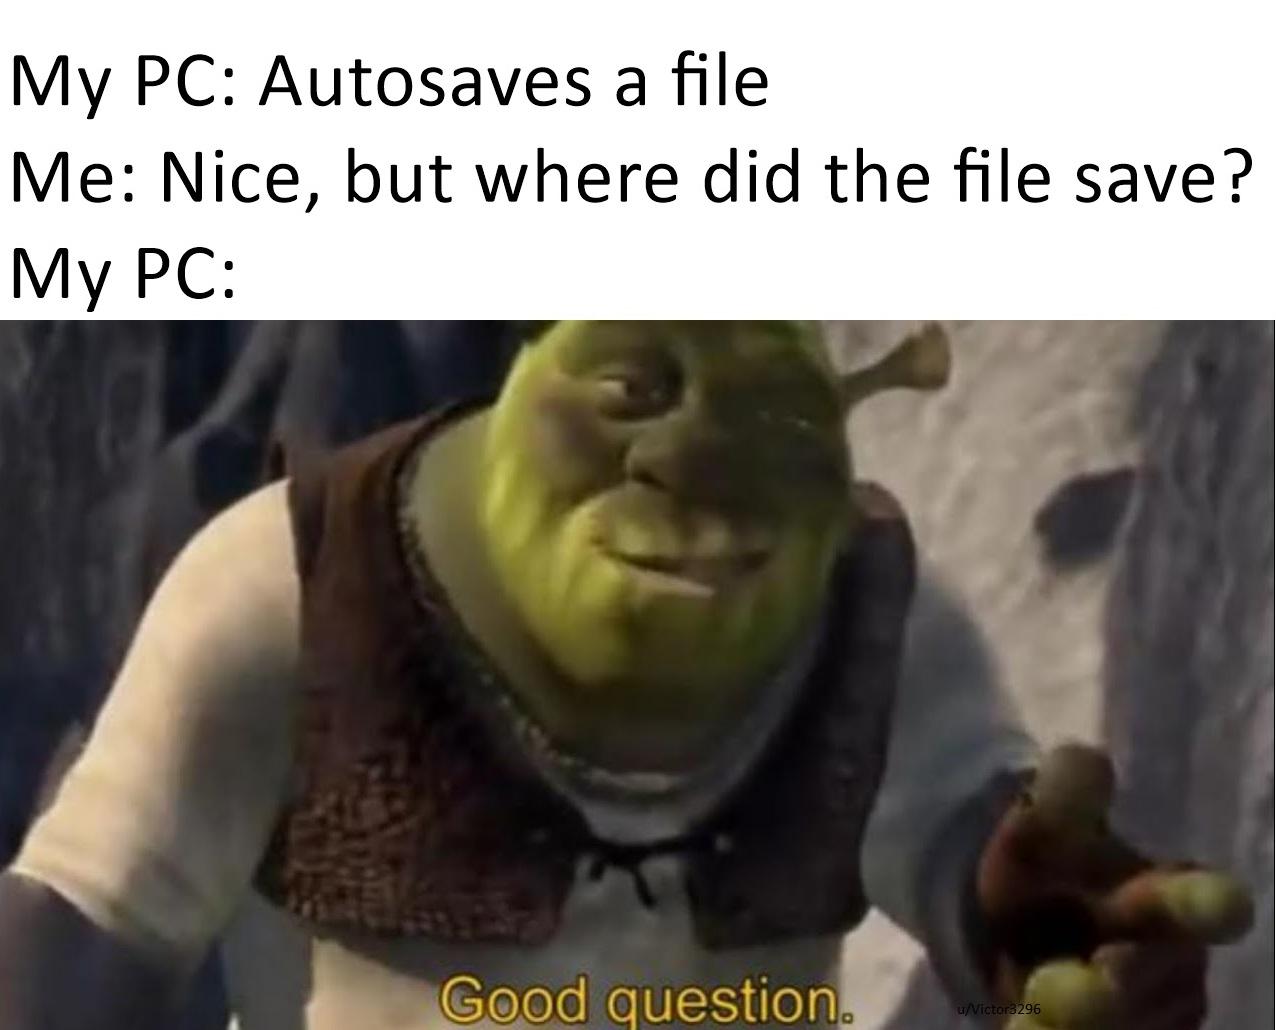 My PC: Autosaves a file
Me: Nice, but where did the file save?
My PC:
Good question.
u/Victor3296